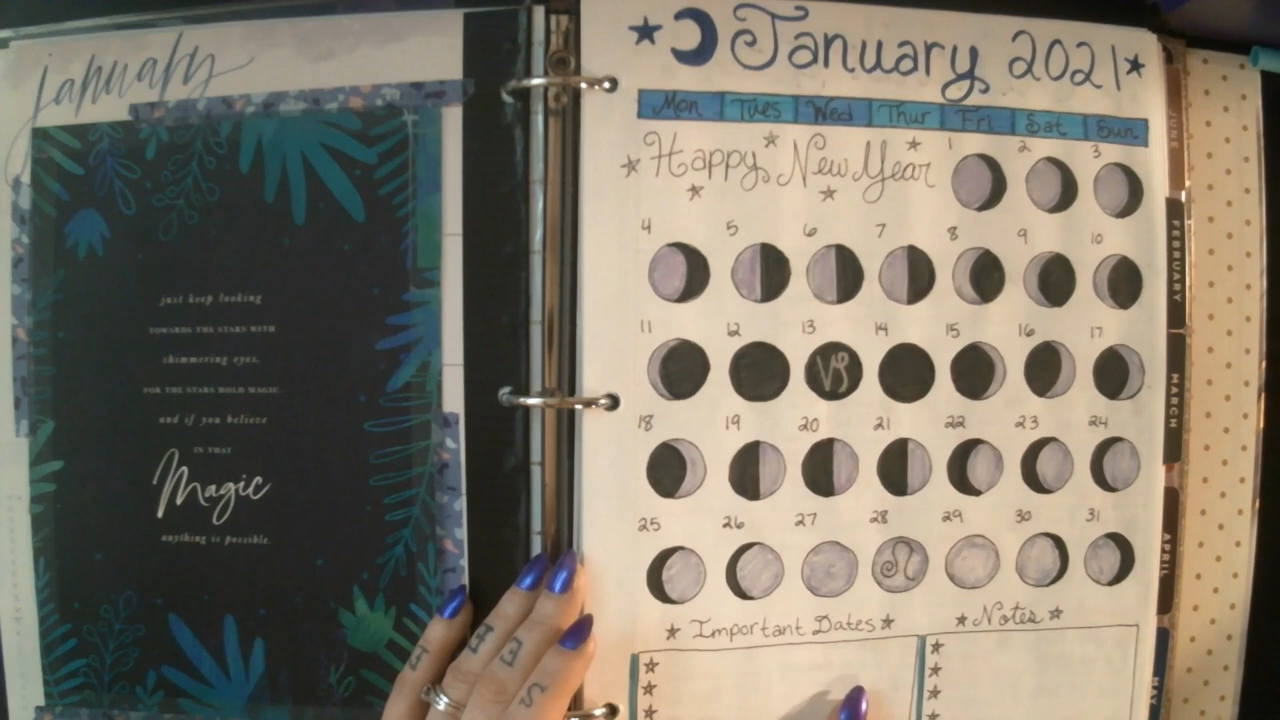 january
just keep looking
TOWARDS THE STARS WITH
shimmering eyes.
FOR THE STARS HOLD MAGIC.
and if you believe
IN THAT
Magic
anything is possible.
January 2021
Mon Tues Wed Thur Fri Sat Sun
Happy New Year 1 2 3
4 5 6 7 8 9 10
11 12 13 14 15 16 17
18 19 20 21 22 23 24
25 26 27 28 29 30 31
Important Dates Notes
JUNE
FEBRUARY
MARCH
APRIL
MAY